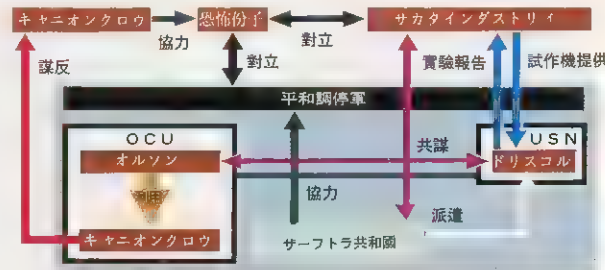 キャニオンクロウ
恐怖份子
サカタインダストリィ
協力
對立
謀反
對立
實驗報告
試作機提供
平和調停軍
OCU
USN
オルソン
共謀
ドリスコル
利用
協力
派遣
キャニオンクロウ
サーフトラ共和國